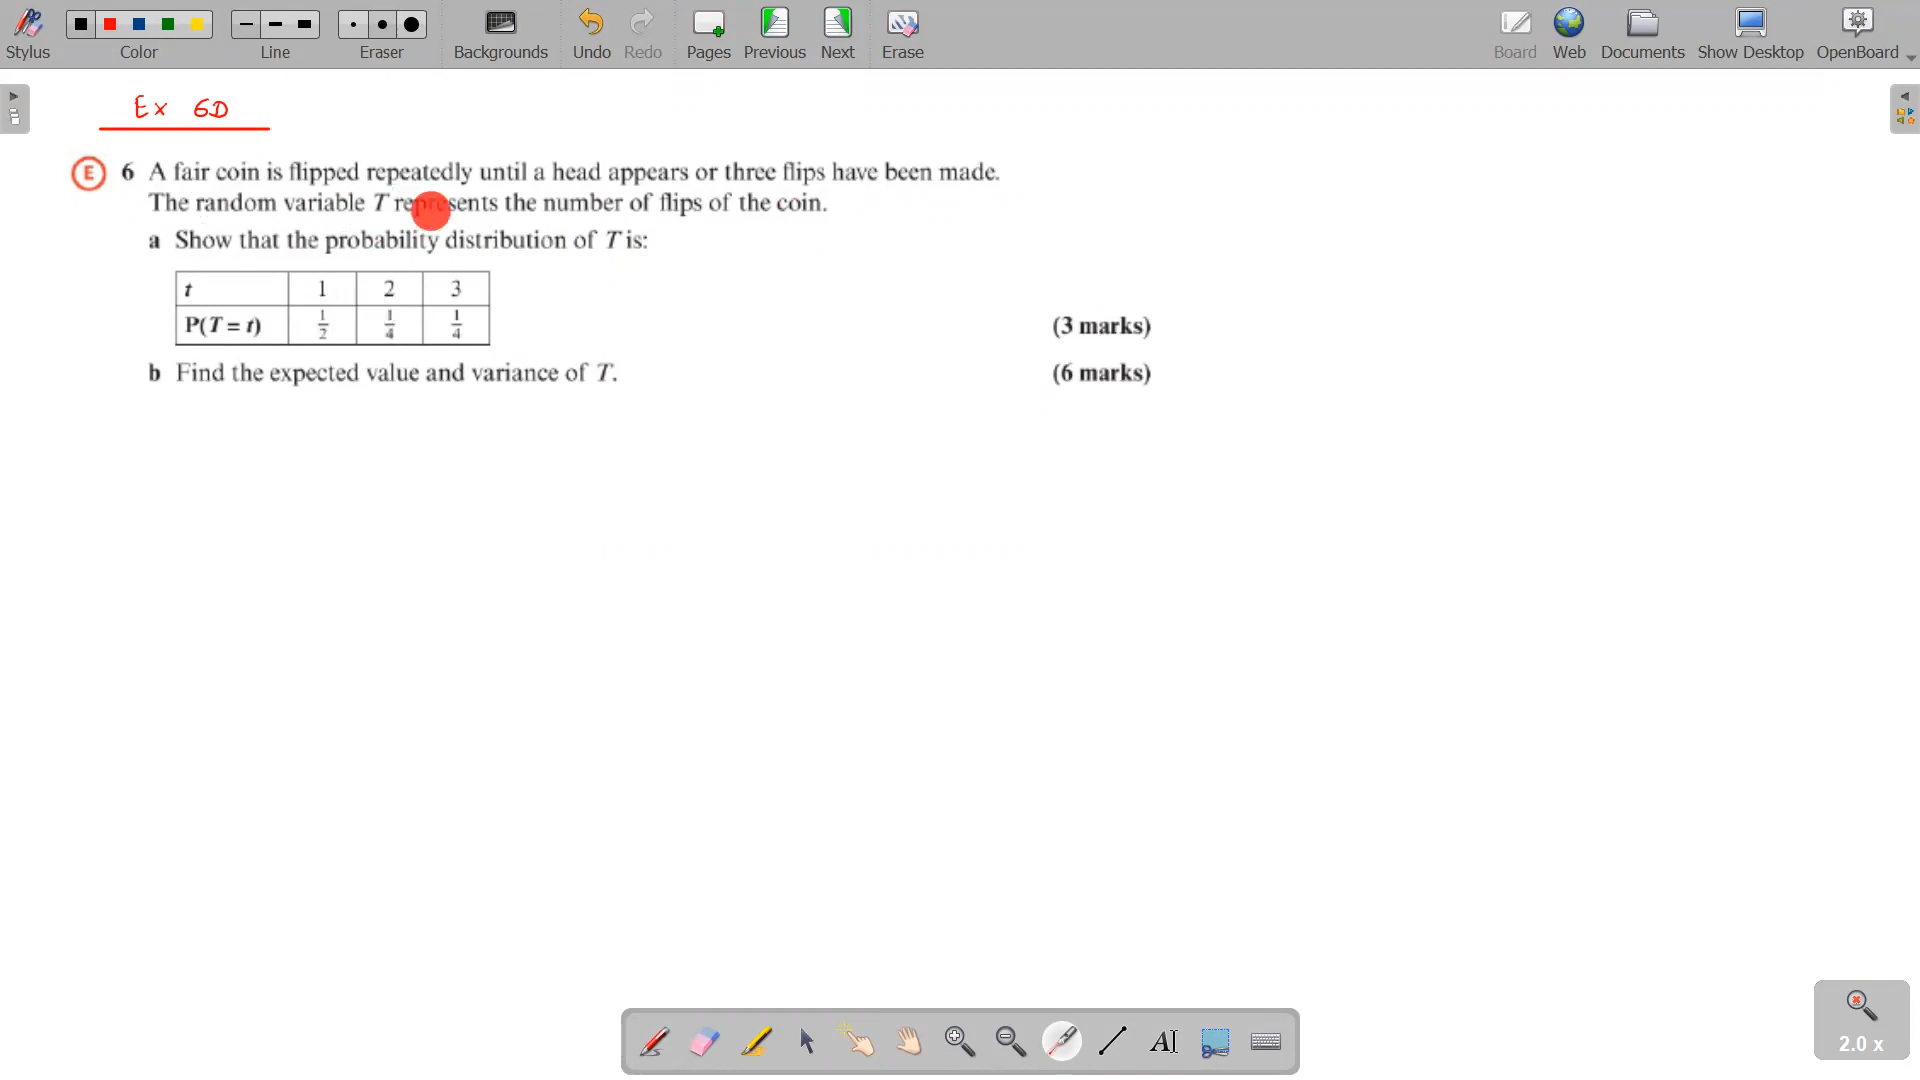 Stylus Color Line Eraser Backgrounds Undo Redo Pages Previous Next Erase Board Web Documents Show Desktop OpenBoard
Ex 6D
E 6 A fair coin is flipped repeatedly until a head appears or three flips have been made.
The random variable T represents the number of flips of the coin.
a Show that the probability distribution of T is:
t 1 2 3
P(T = t) 1/2 1/4 1/4
(3 marks)
b Find the expected value and variance of T. (6 marks)
AI
2.0 x